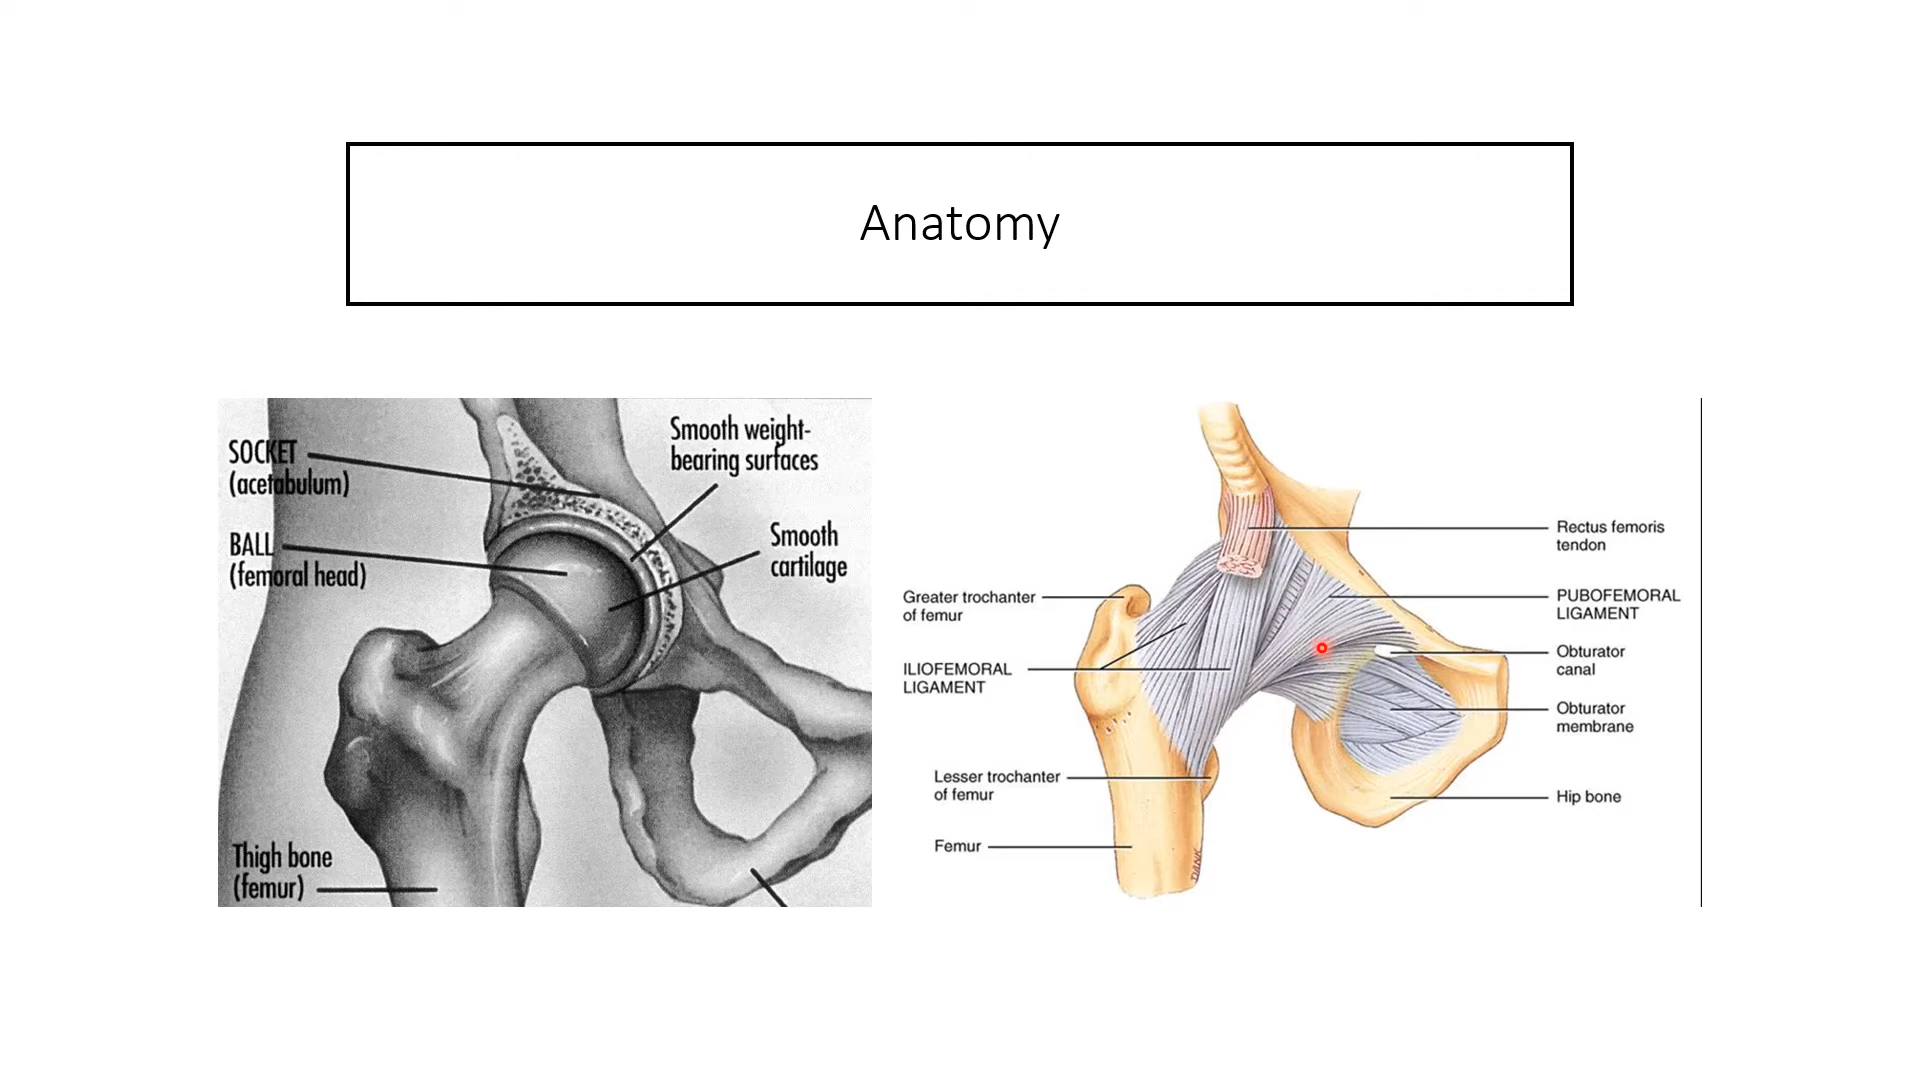 Anatomy
SOCKET
(acetabulum)
BALL
(femoral head)
Thigh bone
(femur)
Smooth weight-
bearing surfaces
Smooth
cartilage
Greater trochanter
of femur
ILIOFEMORAL
LIGAMENT
Lesser trochanter
of femur
Femur
DANK
Rectus femoris
tendon
PUBOFEMORAL
LIGAMENT
Obturator
canal
Obturator
membrane
Hip bone